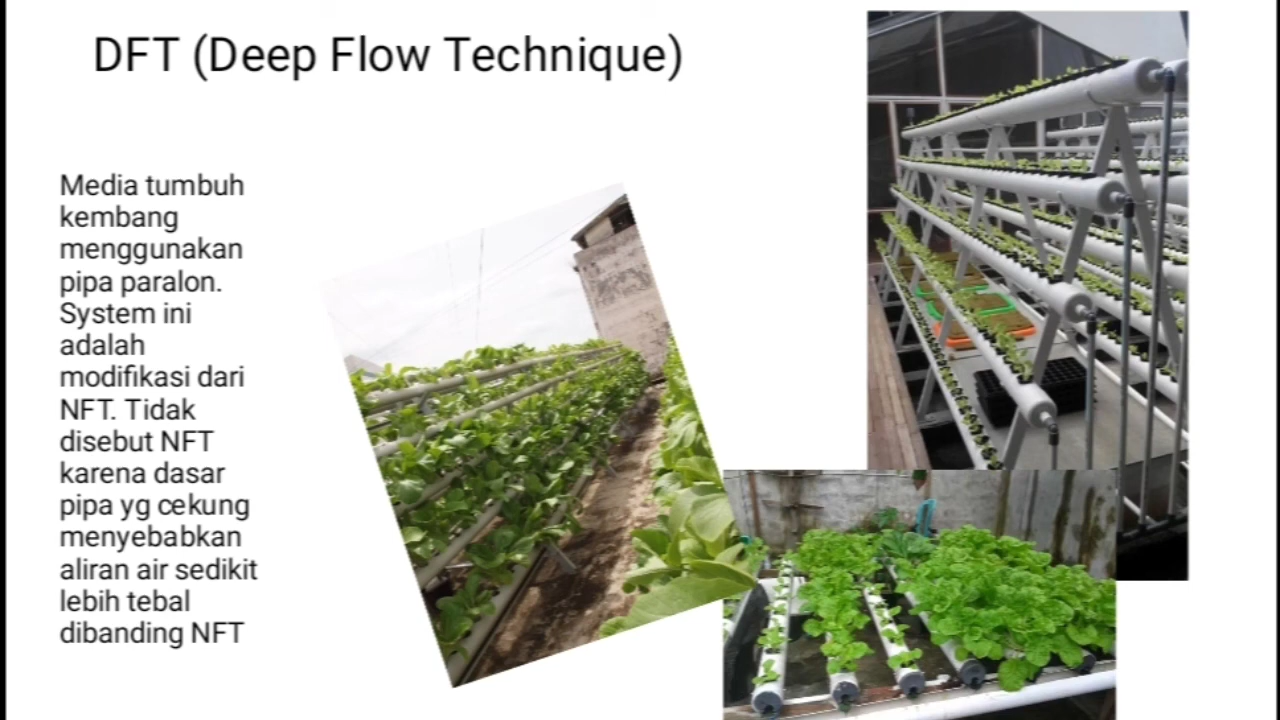 DFT (Deep Flow Technique)
Media tumbuh
kembang
menggunakan
pipa paralon.
System ini
adalah
modifikasi dari
NFT. Tidak
disebut NFT
karena dasar
pipa yg cekung
menyebabkan
aliran air sedikit
lebih tebal
dibanding NFT